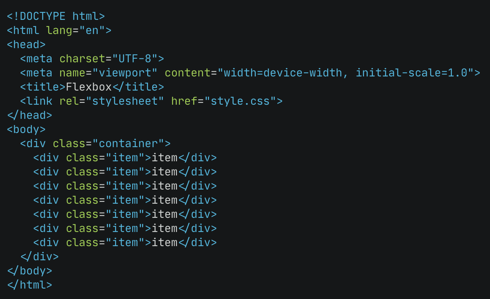 <!DOCTYPE html>
<html lang="en">
<head>
  <meta charset="UTF-8">
  <meta name="viewport" content="width=device-width, initial-scale=1.0">
  <title>Flexbox</title>
  <link rel="stylesheet" href="style.css">
</head>
<body>
  <div class="container">
    <div class="item">item</div>
    <div class="item">item</div>
    <div class="item">item</div>
    <div class="item">item</div>
    <div class="item">item</div>
    <div class="item">item</div>
    <div class="item">item</div>
  </div>
</body>
</html>